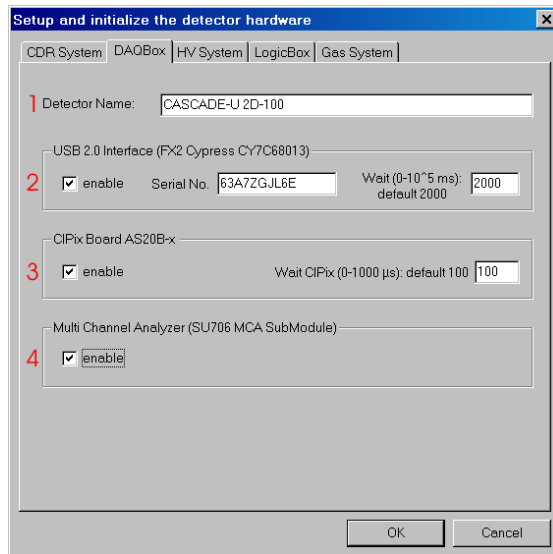 Setup and initialize the detector hardware
CDR System DAQBox HV System LogicBox Gas System
1 Detector Name: CASCADE-U 2D-100
USB 2.0 Interface (FX2 Cypress CY7C68013)
2 enable Serial No. 63A7ZGJL6E Wait (0-10^5 ms): 2000
default 2000
CIPix Board AS20B-x
3 enable Wait CIPix (0-1000 µs): default 100 100
Multi Channel Analyzer (SU706 MCA SubModule)
4 enable
OK Cancel